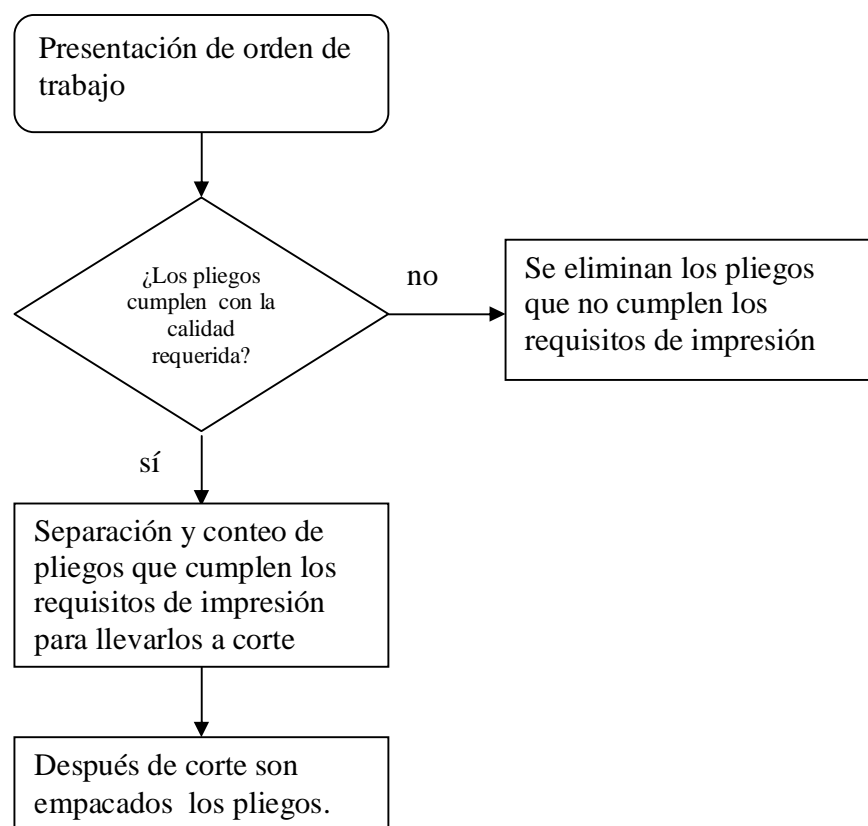 Presentación de orden de
trabajo
¿Los pliegos
cumplen con la
calidad
requerida?
no
Se eliminan los pliegos
que no cumplen los
requisitos de impresión
sí
Separación y conteo de
pliegos que cumplen los
requisitos de impresión
para llevarlos a corte
Después de corte son
empacados los pliegos.